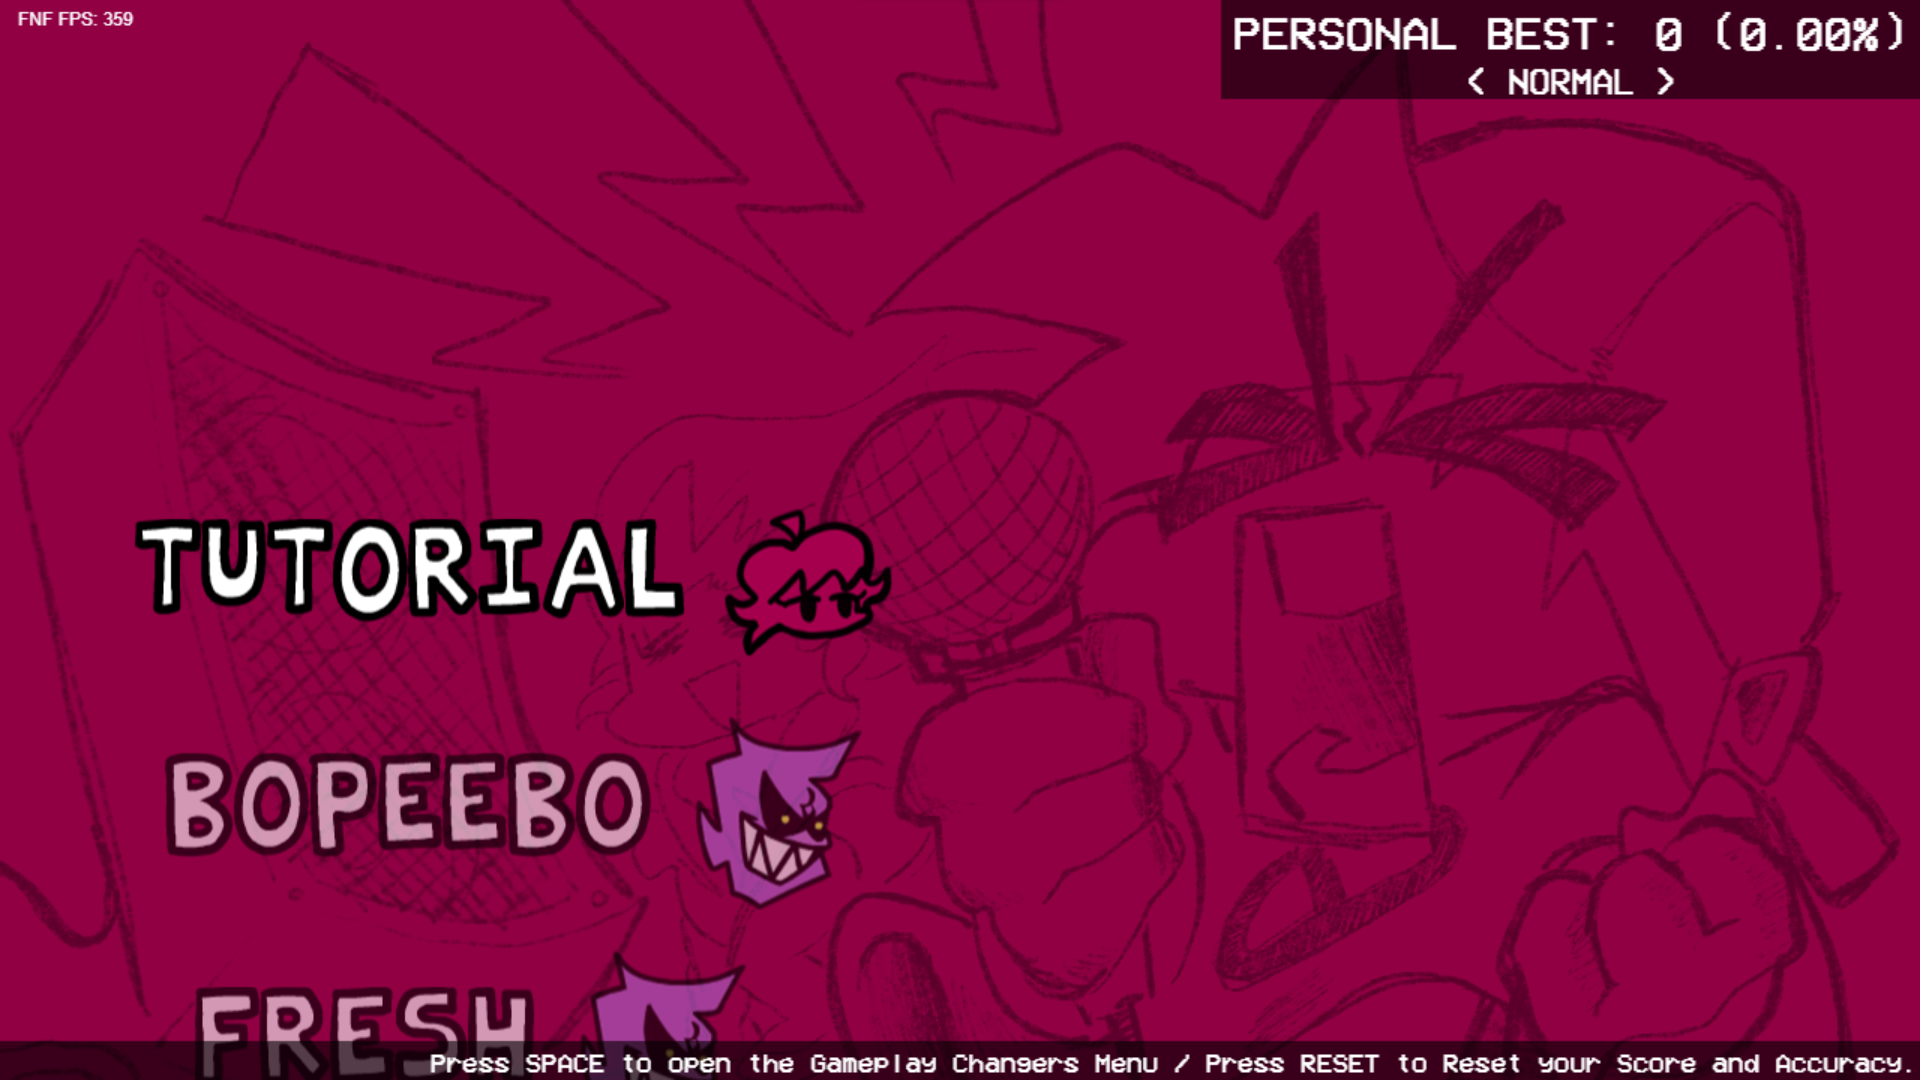 FNF FPS: 359
PERSONAL BEST: 0 (0.00%)
< NORMAL >
TUTORIAL
BOPEEBO
FRESH
Press SPACE to open the Gameplay Changers Menu / Press RESET to Reset your Score and Accuracy.